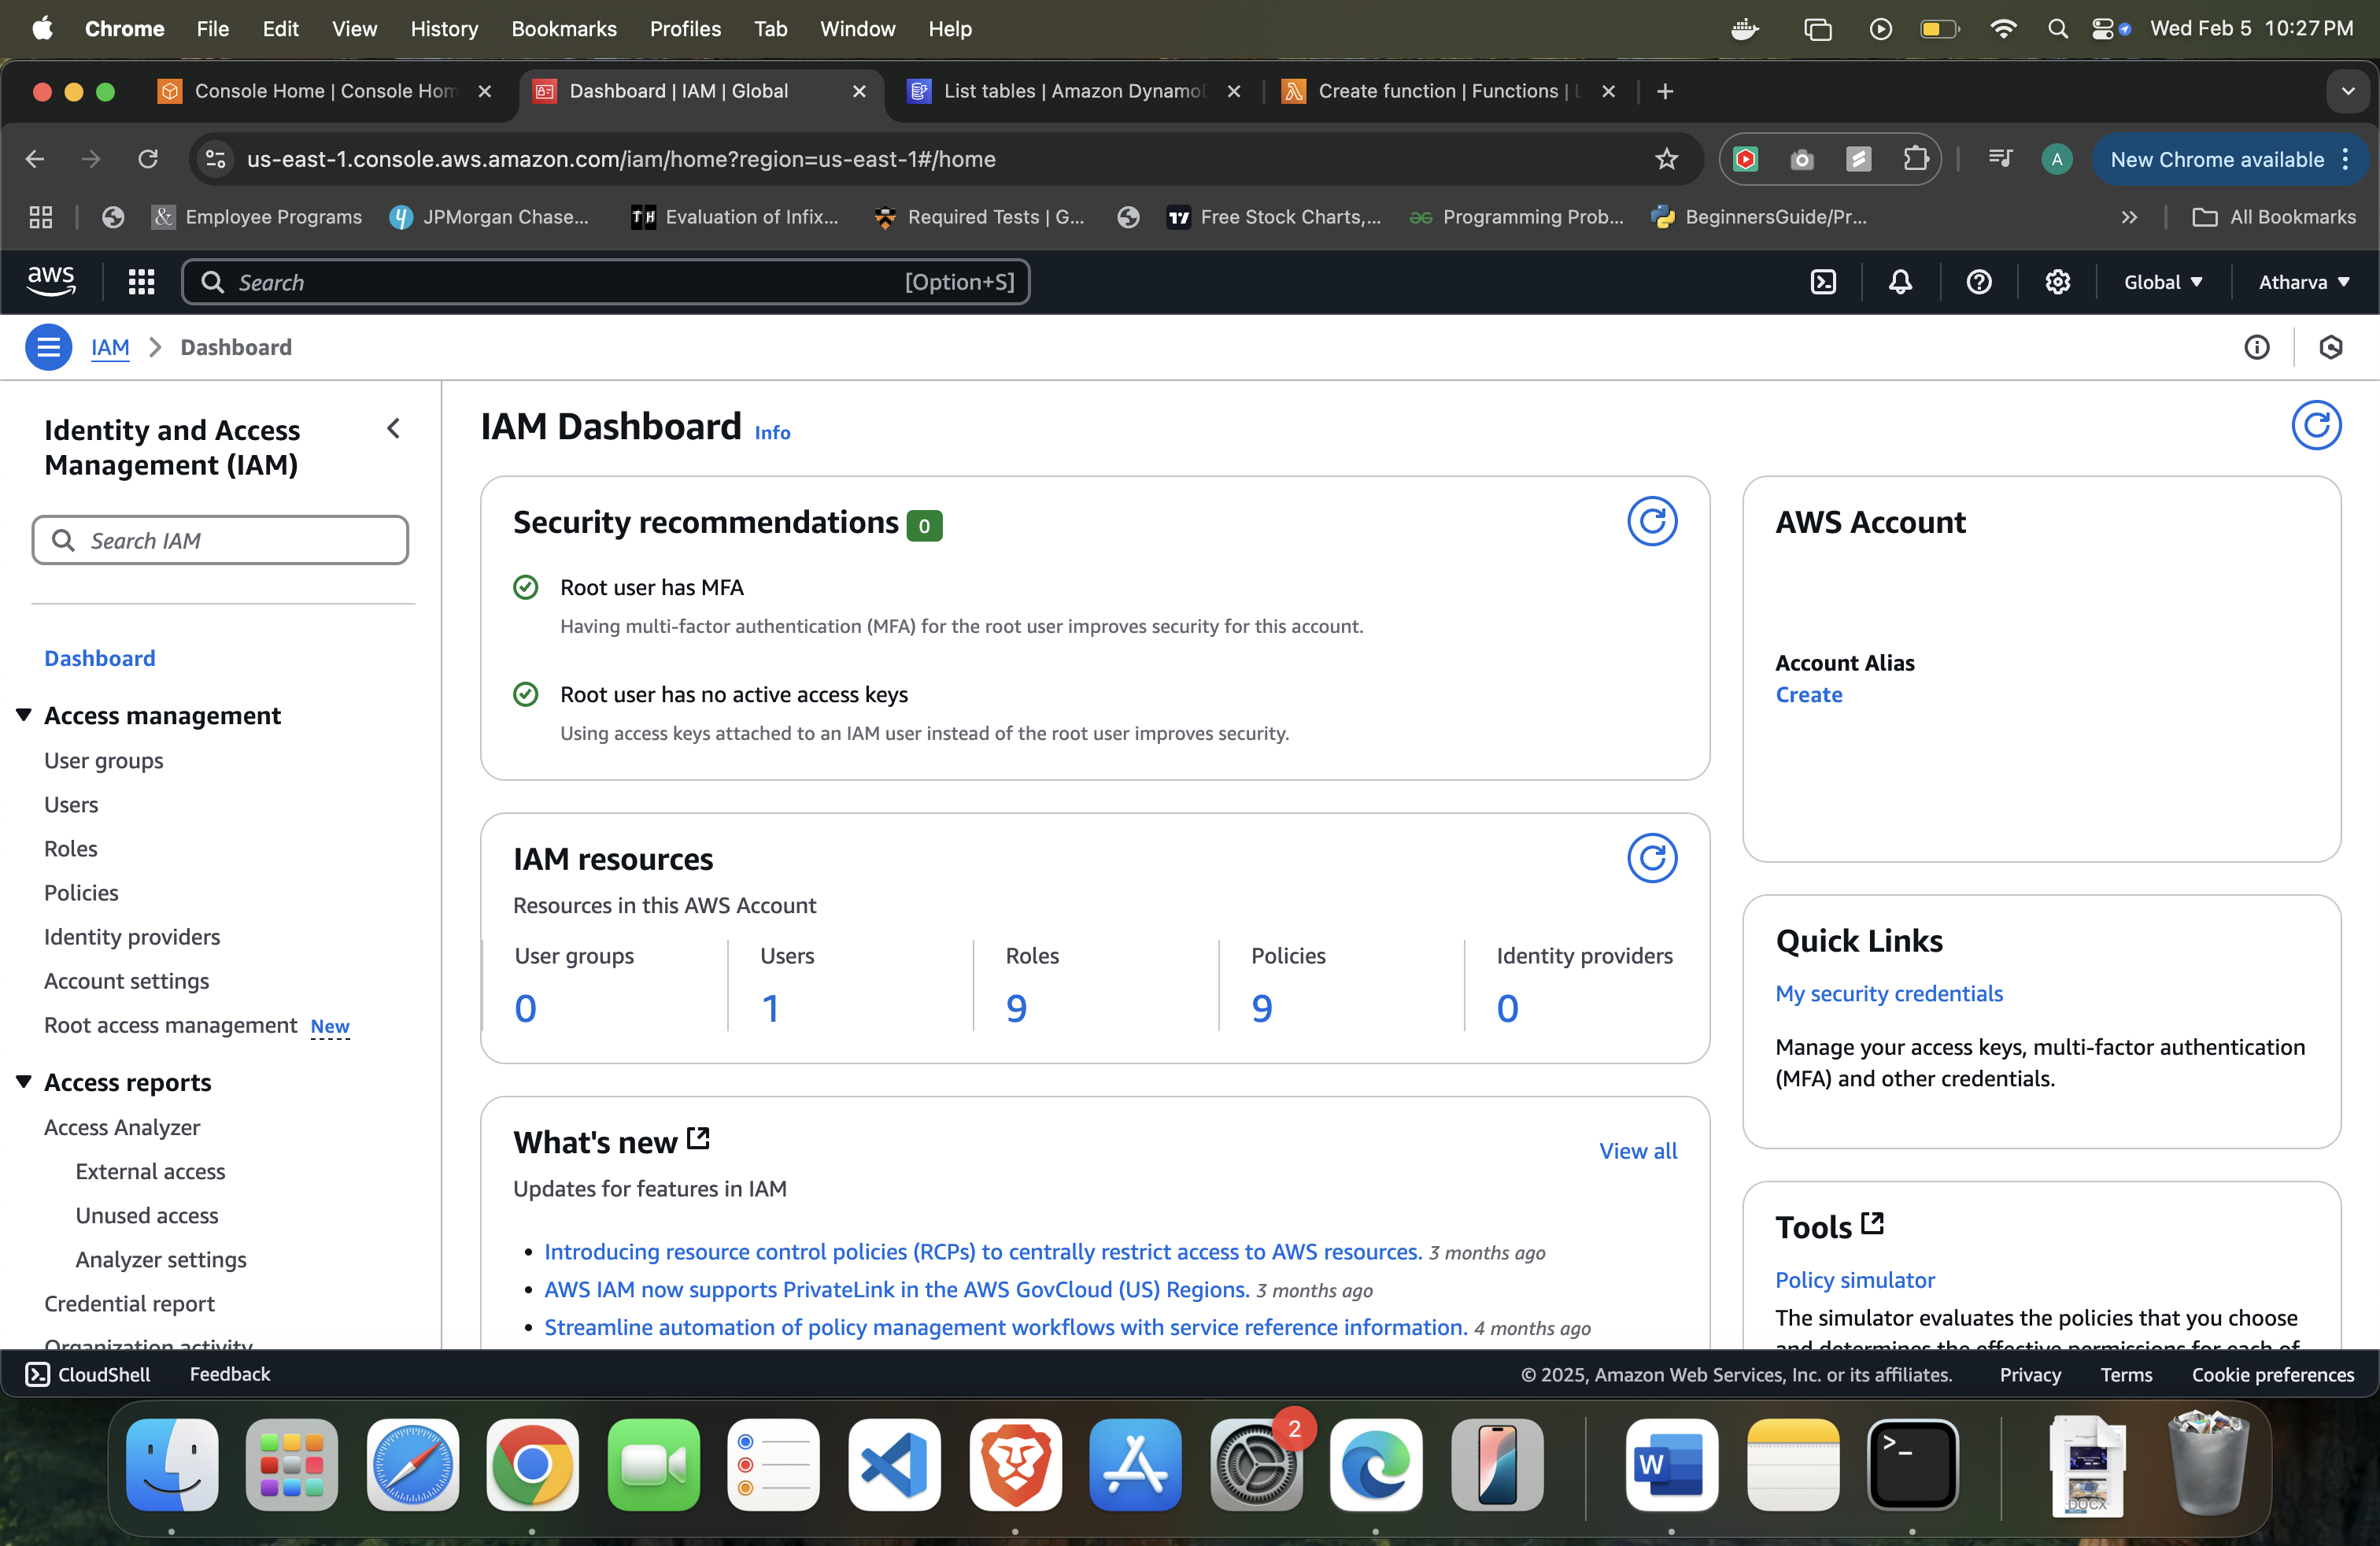 Chrome File Edit View History Bookmarks Profiles Tab Window Help Wed Feb 5 10:27 PM
Console Home | Console Hom Dashboard | IAM | Global List tables | Amazon Dynamo Create function | Functions |
us-east-1.console.aws.amazon.com/iam/home?region=us-east-1#/home A New Chrome available
& Employee Programs JPMorgan Chase... TH Evaluation of Infix... Required Tests | G... Free Stock Charts,... Programming Prob... BeginnersGuide/Pr... All Bookmarks
aws Search [Option+S] Global Atharva
IAM Dashboard
Identity and Access
Management (IAM)
Search IAM
Dashboard
Access management
User groups
Users
Roles
Policies
Identity providers
Account settings
Root access management New
Access reports
Access Analyzer
External access
Unused access
Analyzer settings
Credential report
Organization activity
IAM Dashboard Info
Security recommendations 0
Root user has MFA
Having multi-factor authentication (MFA) for the root user improves security for this account.
Root user has no active access keys
Using access keys attached to an IAM user instead of the root user improves security.
IAM resources
Resources in this AWS Account
User groups Users Roles Policies Identity providers
0 1 9 9 0
What's new
View all
Updates for features in IAM
Introducing resource control policies (RCPs) to centrally restrict access to AWS resources. 3 months ago
AWS IAM now supports PrivateLink in the AWS GovCloud (US) Regions. 3 months ago
Streamline automation of policy management workflows with service reference information. 4 months ago
AWS Account
Account Alias
Create
Quick Links
My security credentials
Manage your access keys, multi-factor authentication
(MFA) and other credentials.
Tools
Policy simulator
The simulator evaluates the policies that you choose
and determines the effective permissions for each of
CloudShell Feedback © 2025, Amazon Web Services, Inc. or its affiliates. Privacy Terms Cookie preferences
2
W
DOCX